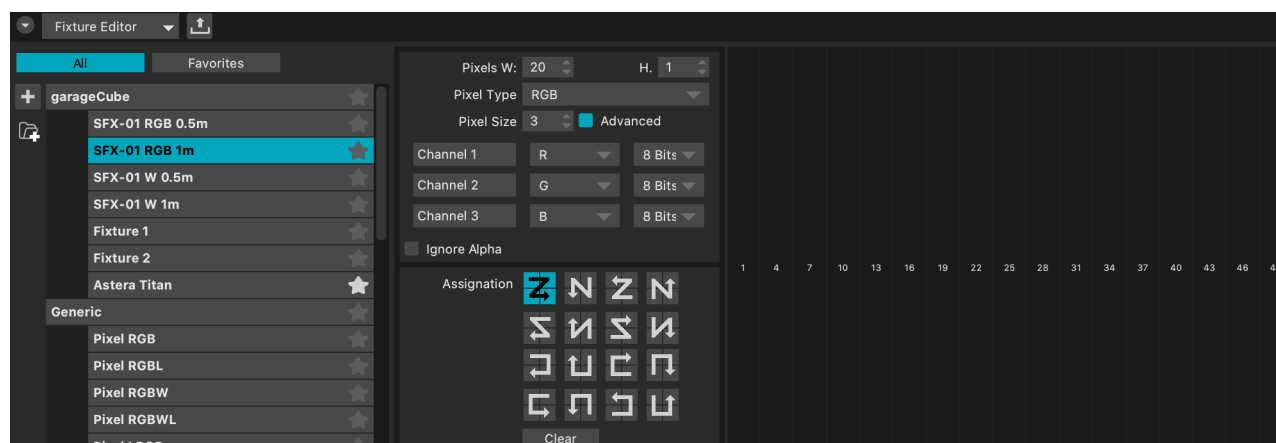 Fixture Editor
All Favorites
garageCube
SFX-01 RGB 0.5m
SFX-01 RGB 1m
SFX-01 W 0.5m
SFX-01 W 1m
Fixture 1
Fixture 2
Astera Titan
Generic
Pixel RGB
Pixel RGBL
Pixel RGBW
Pixel RGBWL
Pixels W: 20 H. 1
Pixel Type RGB
Pixel Size 3 Advanced
Channel 1 R 8 Bits
Channel 2 G 8 Bits
Channel 3 B 8 Bits
Ignore Alpha
Assignation
Clear
1 4 7 10 13 16 19 22 25 28 31 34 37 40 43 46